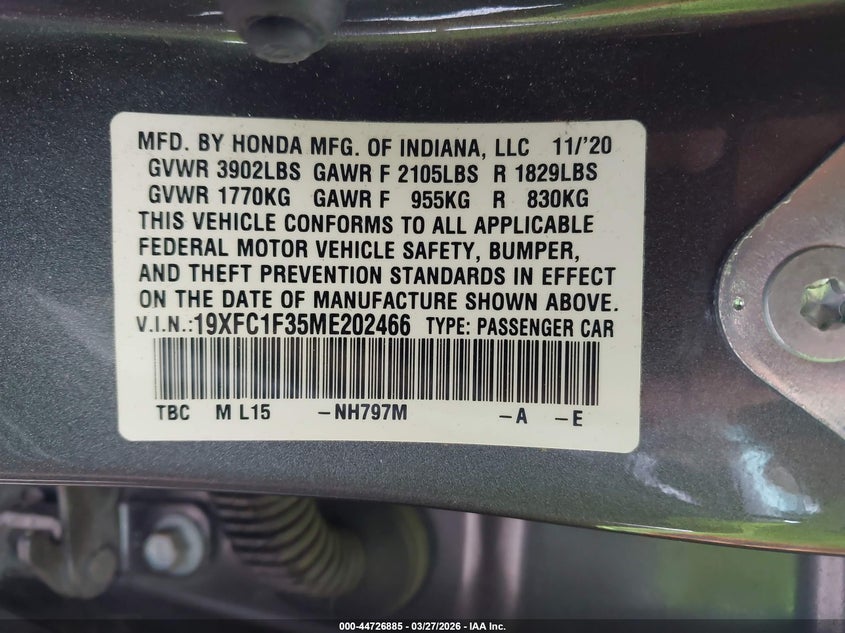 MFD. BY HONDA MFG. OF INDIANA, LLC 11/'20
GVWR 3902LBS GAWR F 2105LBS R 1829LBS
GVWR 1770KG GAWR F 955KG R 830KG
THIS VEHICLE CONFORMS TO ALL APPLICABLE
FEDERAL MOTOR VEHICLE SAFETY, BUMPER,
AND THEFT PREVENTION STANDARDS IN EFFECT
ON THE DATE OF MANUFACTURE SHOWN ABOVE.
V.I.N.:19XFC1F35ME202466 TYPE: PASSENGER CAR
TBC M L15 -NH797M -A -E
000-44726885 - 03/27/2026 - IAA Inc.